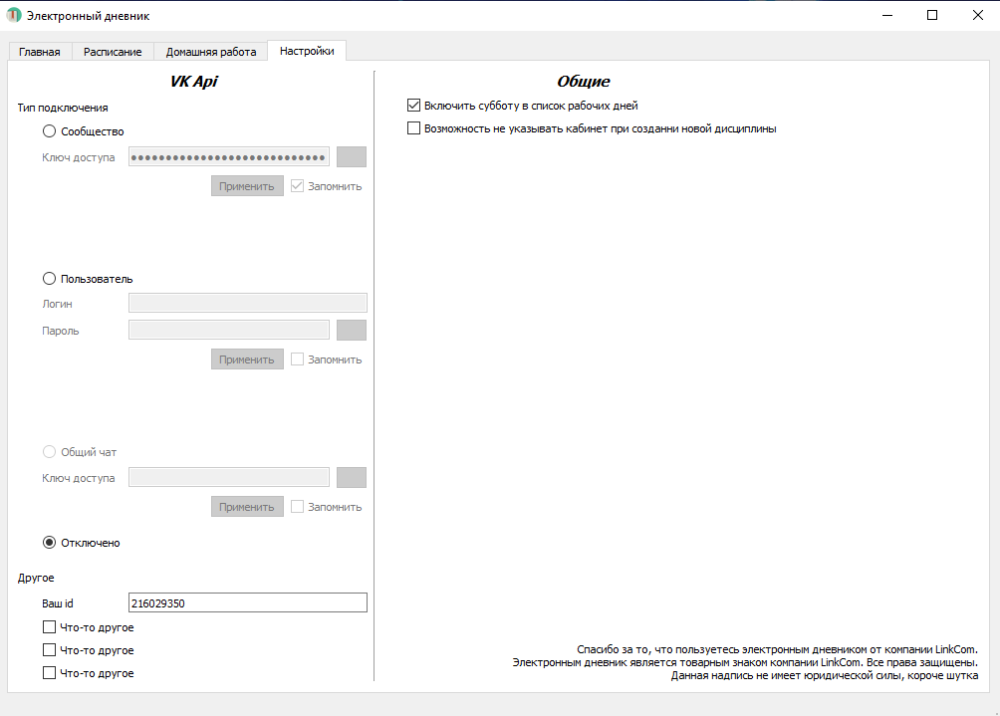 Электронный дневник
Главная
Расписание
Домашняя работа
Настройки
VK Api
Тип подключения
Сообщество
Ключ доступа
Применить
Запомнить
Пользователь
Логин
Пароль
Применить
Запомнить
Общий чат
Ключ доступа
Применить
Запомнить
Отключено
Другое
Ваш id
216029350
Что-то другое
Что-то другое
Что-то другое
Общие
Включить субботу в список рабочих дней
Возможность не указывать кабинет при создании новой дисциплины
Спасибо за то, что пользуетесь электронным дневником от компании LinkCom.
Электронным дневник является товарным знаком компании LinkCom. Все права защищены.
Данная надпись не имеет юридической силы, короче шутка